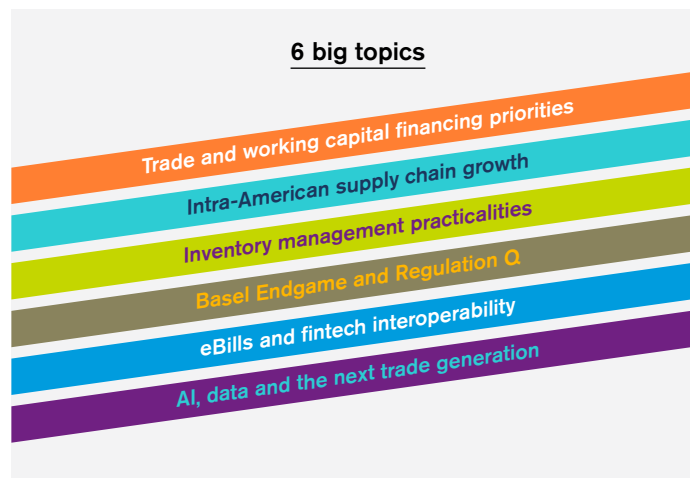 6 big topics
Trade and working capital financing priorities
Intra-American supply chain growth
Inventory management practicalities
Basel Endgame and Regulation Q
eBills and fintech interoperability
AI, data and the next trade generation